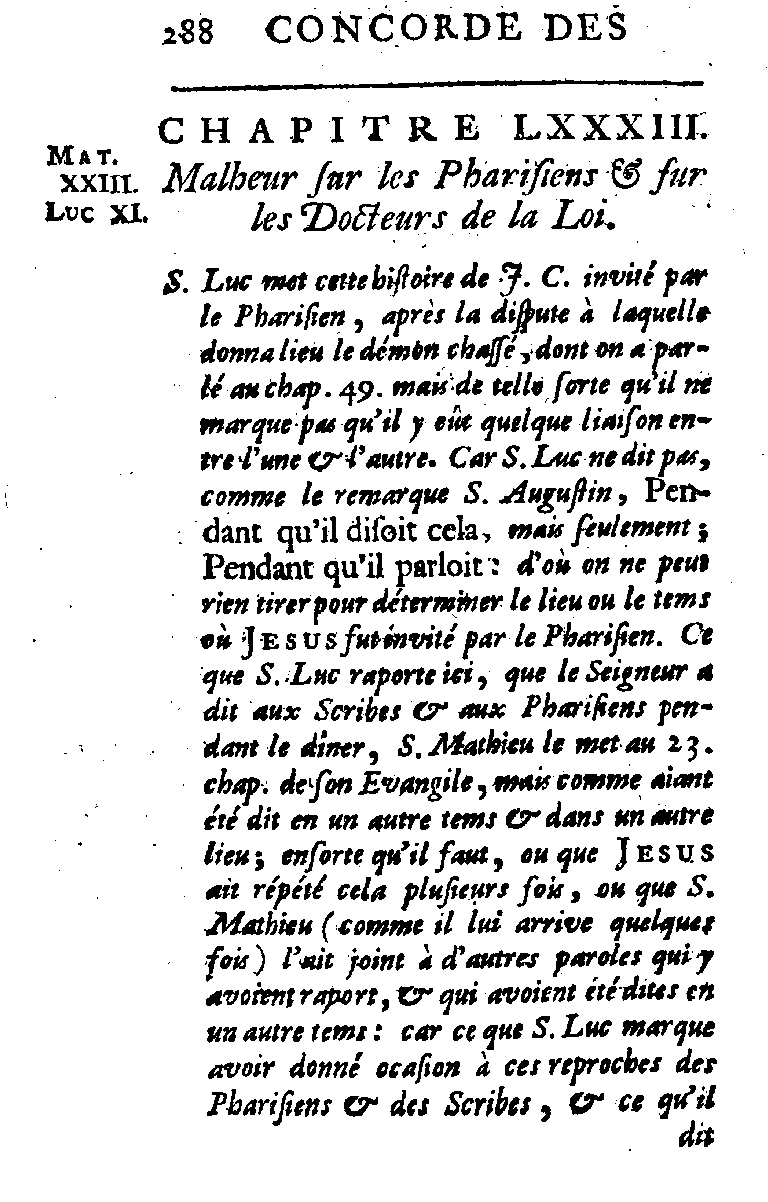 288 CONCORDE DES
CHAPITRE LXXXIII.
MAT.
XXIII.
LUC XI.
Malheur ſur les Phariſiens & ſur
les Docteurs de la Loi.
S. Luc met cette hiſtoire de J. C. invité par
le Phariſien, après la diſpute à laquelle
donna lieu le démon chaſſé, dont on a par-
lé au chap. 49. mais de telle ſorte qu'il ne
marque pas qu'il y eût quelque liaiſon en-
tre l'une & l'autre. Car S. Luc ne dit pas,
comme le remarque S. Auguſtin, Pen-
dant qu'il diſoit cela, mais ſeulement;
Pendant qu'il parloit: d'où on ne peut
rien tirer pour déterminer le lieu ou le tems
où JESUS fut invité par le Phariſien. Ce
que S. Luc raporte ici, que le Seigneur a
dit aux Scribes & aux Phariſiens pen-
dant le dîner, S. Mathieu le met au 23.
chap. de ſon Evangile, mais comme aiant
été dit en un autre tems & dans un autre
lieu; enſorte qu'il faut, ou que JESUS
ait répété cela pluſieurs fois, ou que S.
Mathieu (comme il lui arrive quelques
fois) l'ait joint à d'autres paroles qui y
avoient raport, & qui avoient été dites en
un autre tems: car ce que S. Luc marque
avoir donné ocaſion à ces reproches des
Phariſiens & des Scribes, & ce qu'il
dit